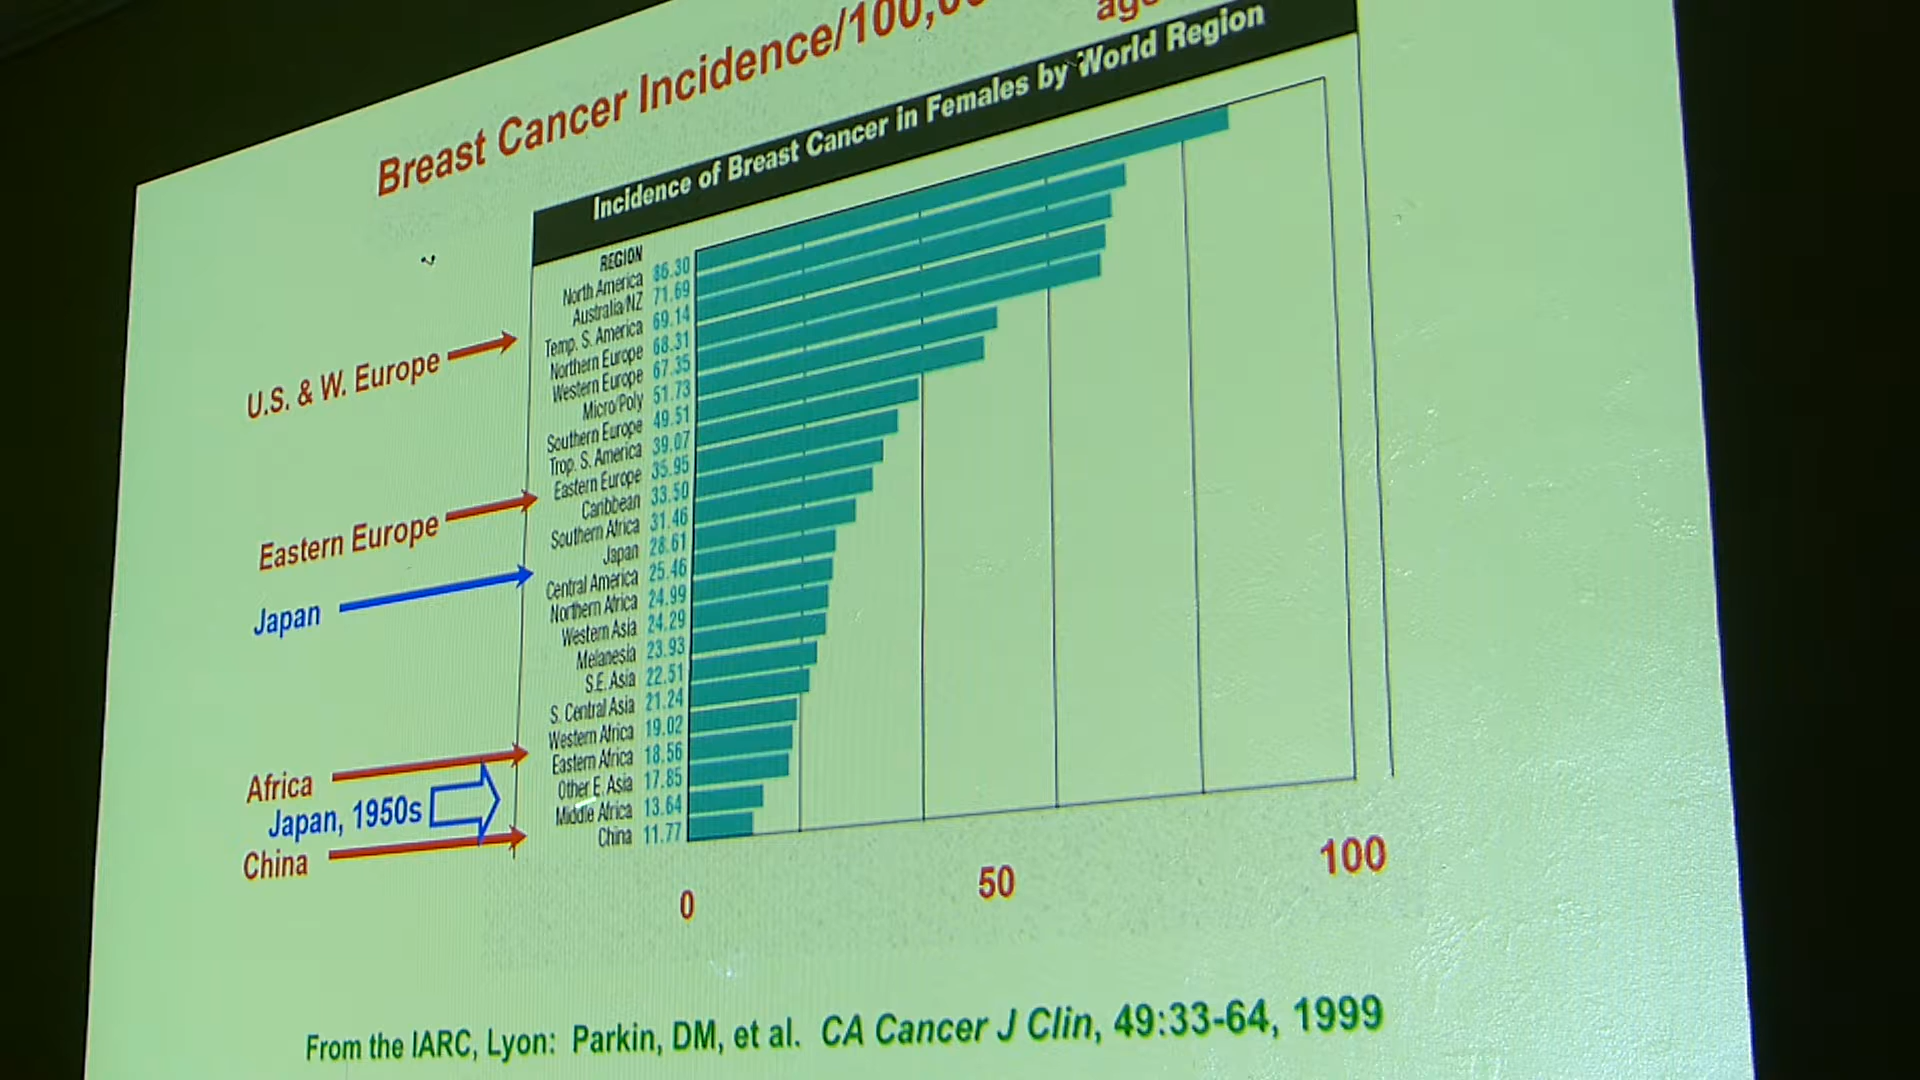 Breast Cancer Incidence/100,
Incidence of Breast Cancer in Females by World Region
REGION
North America 86.30
Australia/NZ 71.69
Temp. S. America 69.14
Northern Europe 68.31
Western Europe 67.35
Micro/Poly 51.73
Southern Europe 49.51
Trop. S. America 39.07
Eastern Europe 35.95
Caribbean 33.50
Southern Africa 31.46
Japan 28.61
Central America 25.46
Northern Africa 24.99
Western Asia 24.29
Melanesia 23.93
S.E. Asia 22.51
S. Central Asia 21.24
Western Africa 19.02
Eastern Africa 18.56
Other E. Asia 17.85
Middle Africa 13.64
China 11.77
U.S. & W. Europe
Eastern Europe
Japan
Africa
Japan, 1950s
China
0 50 100
From the IARC, Lyon: Parkin, DM, et al. CA Cancer J Clin, 49:33-64, 1999